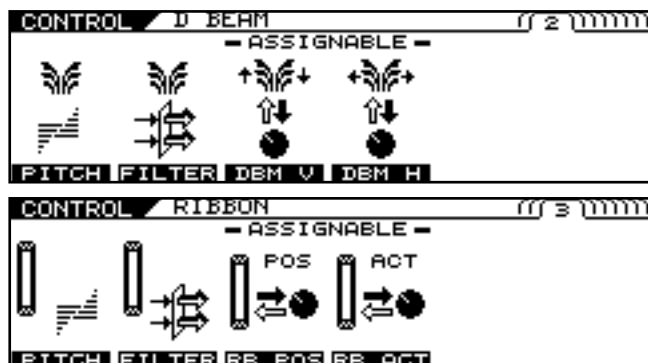 CONTROL D BEAM 2
ASSIGNABLE
PITCH FILTER DBM V DBM H
CONTROL RIBBON 3
ASSIGNABLE
POS ACT
PITCH FILTER RB POS RB ACT